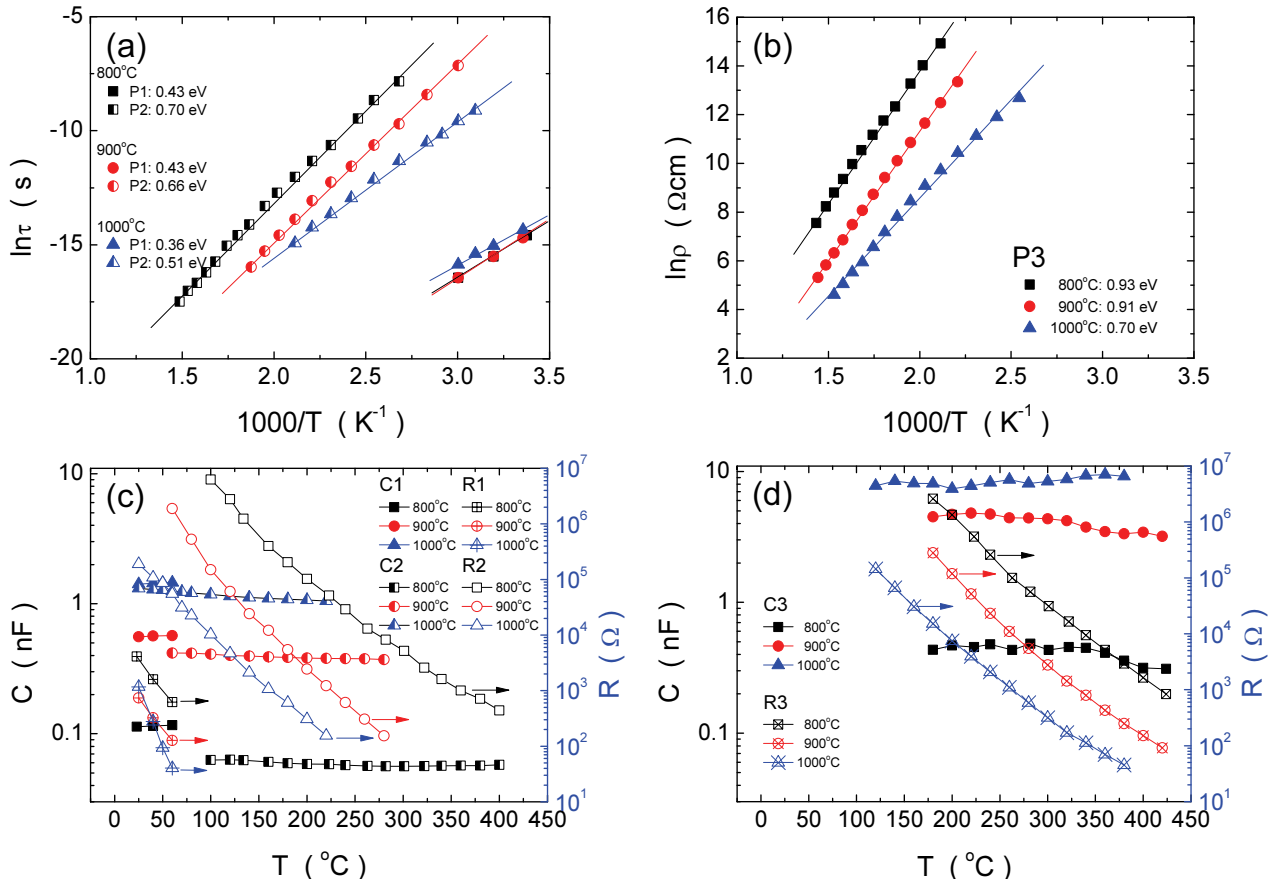 (a)
800°C
P1: 0.43 eV
P2: 0.70 eV
900°C
P1: 0.43 eV
P2: 0.66 eV
1000°C
P1: 0.36 eV
P2: 0.51 eV
-5
-10
-15
-20
lnτ ( s )
1.0 1.5 2.0 2.5 3.0 3.5
1000/T ( K⁻¹ )
(b)
16
14
12
10
8
6
4
2
lnρ ( Ωcm )
P3
800°C: 0.93 eV
900°C: 0.91 eV
1000°C: 0.70 eV
1.0 1.5 2.0 2.5 3.0 3.5
1000/T ( K⁻¹ )
(c)
10
1
0.1
C ( nF )
C1 R1
800°C 800°C
900°C 900°C
1000°C 1000°C
C2 R2
800°C 800°C
900°C 900°C
1000°C 1000°C
10⁷
10⁶
10⁵
10⁴
10³
10²
10¹
R ( Ω )
0 50 100 150 200 250 300 350 400 450
T ( °C )
(d)
10
1
0.1
C ( nF )
C3
800°C
900°C
1000°C
R3
800°C
900°C
1000°C
10⁷
10⁶
10⁵
10⁴
10³
10²
10¹
R ( Ω )
0 50 100 150 200 250 300 350 400 450
T ( °C )